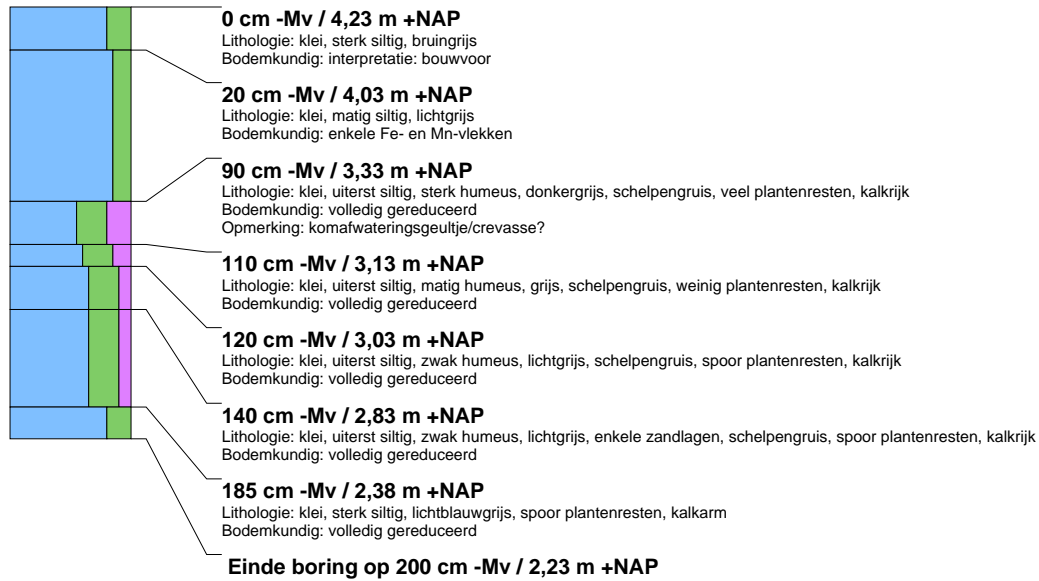 0 cm -Mv / 4,23 m +NAP
Lithologie: klei, sterk siltig, bruingrijs
Bodemkundig: interpretatie: bouwvoor
20 cm -Mv / 4,03 m +NAP
Lithologie: klei, matig siltig, lichtgrijs
Bodemkundig: enkele Fe- en Mn-vlekken
90 cm -Mv / 3,33 m +NAP
Lithologie: klei, uiterst siltig, sterk humeus, donkergrijs, schelpengruis, veel plantenresten, kalkrijk
Bodemkundig: volledig gereduceerd
Opmerking: komafwateringsgeultje/crevasse?
110 cm -Mv / 3,13 m +NAP
Lithologie: klei, uiterst siltig, matig humeus, grijs, schelpengruis, weinig plantenresten, kalkrijk
Bodemkundig: volledig gereduceerd
120 cm -Mv / 3,03 m +NAP
Lithologie: klei, uiterst siltig, zwak humeus, lichtgrijs, schelpengruis, spoor plantenresten, kalkrijk
Bodemkundig: volledig gereduceerd
140 cm -Mv / 2,83 m +NAP
Lithologie: klei, uiterst siltig, zwak humeus, lichtgrijs, enkele zandlagen, schelpengruis, spoor plantenresten, kalkrijk
Bodemkundig: volledig gereduceerd
185 cm -Mv / 2,38 m +NAP
Lithologie: klei, sterk siltig, lichtblauwgrijs, spoor plantenresten, kalkarm
Bodemkundig: volledig gereduceerd
Einde boring op 200 cm -Mv / 2,23 m +NAP